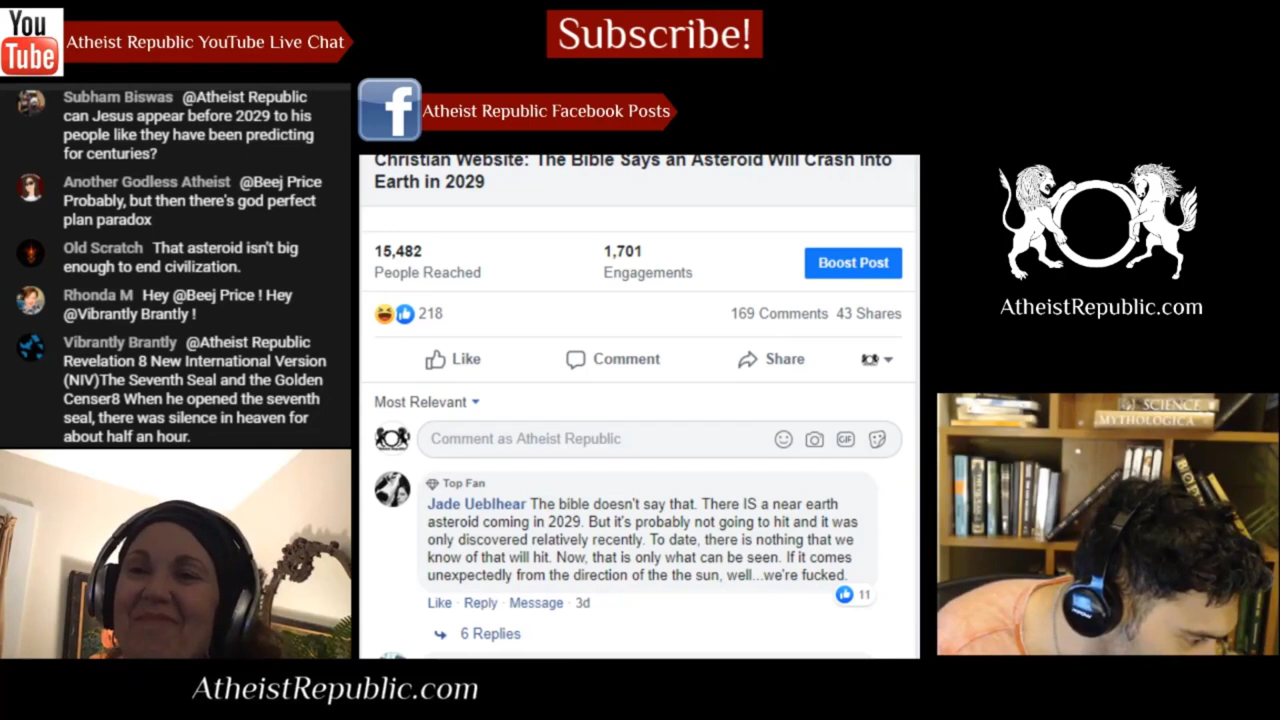 You
Tube
Atheist Republic YouTube Live Chat
Subscribe!
Atheist Republic Facebook Posts
Subham Biswas @Atheist Republic
can Jesus appear before 2029 to his
people like they have been predicting
for centuries?
Another Godless Atheist @Beej Price
Probably, but then there's god perfect
plan paradox
Old Scratch That asteroid isn't big
enough to end civilization.
Rhonda M Hey @Beej Price ! Hey
@Vibrantly Brantly !
Vibrantly Brantly @Atheist Republic
Revelation 8 New International Version
(NIV)The Seventh Seal and the Golden
Censer8 When he opened the seventh
seal, there was silence in heaven for
about half an hour.
Christian Website: The Bible Says an Asteroid Will Crash Into
Earth in 2029
15,482
People Reached
1,701
Engagements
Boost Post
218
169 Comments 43 Shares
Like
Comment
Share
Most Relevant
Comment as Atheist Republic
GIF
Top Fan
Jade Ueblhear The bible doesn't say that. There IS a near earth
asteroid coming in 2029. But it's probably not going to hit and it was
only discovered relatively recently. To date, there is nothing that we
know of that will hit. Now, that is only what can be seen. If it comes
unexpectedly from the direction of the the sun, well...we're fucked.
11
Like · Reply · Message · 3d
6 Replies
AtheistRepublic.com
SCIENCE
MYTHOLOGICA
AtheistRepublic.com